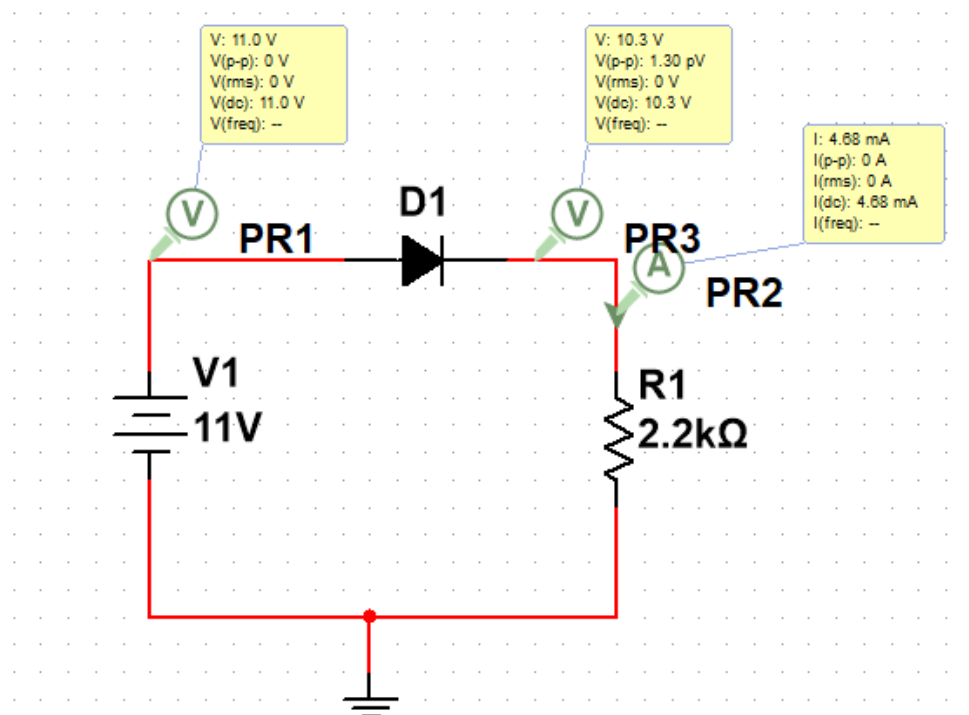 V: 11.0 V
V(p-p): 0 V
V(rms): 0 V
V(dc): 11.0 V
V(freq): --
V: 10.3 V
V(p-p): 1.30 pV
V(rms): 0 V
V(dc): 10.3 V
V(freq): --
I: 4.68 mA
I(p-p): 0 A
I(rms): 0 A
I(dc): 4.68 mA
I(freq): --
V
PR1
D1
V
PR3
A
PR2
V1
11V
R1
2.2kΩ